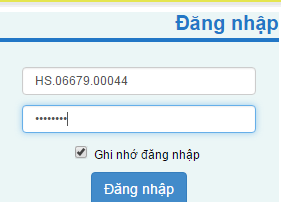 Đăng nhập
HS.06679.00044
••••••••
Ghi nhớ đăng nhập
Đăng nhập